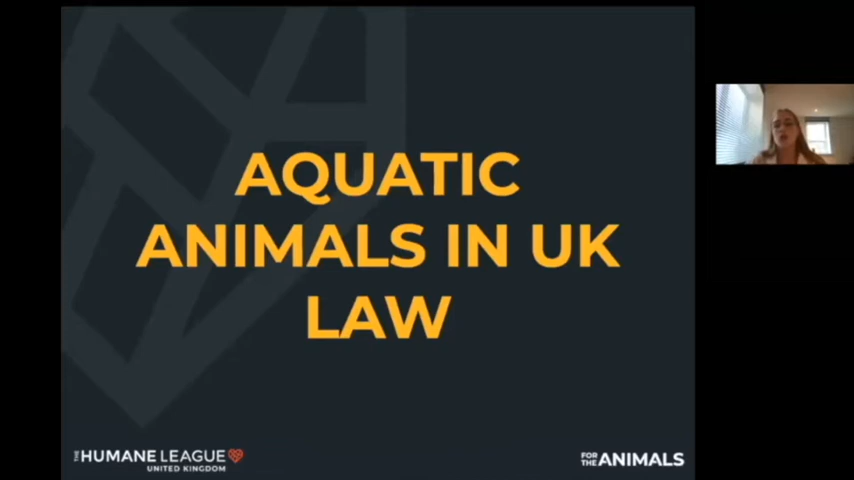 AQUATIC
ANIMALS IN UK
LAW
THE HUMANE LEAGUE
UNITED KINGDOM
FOR THE ANIMALS